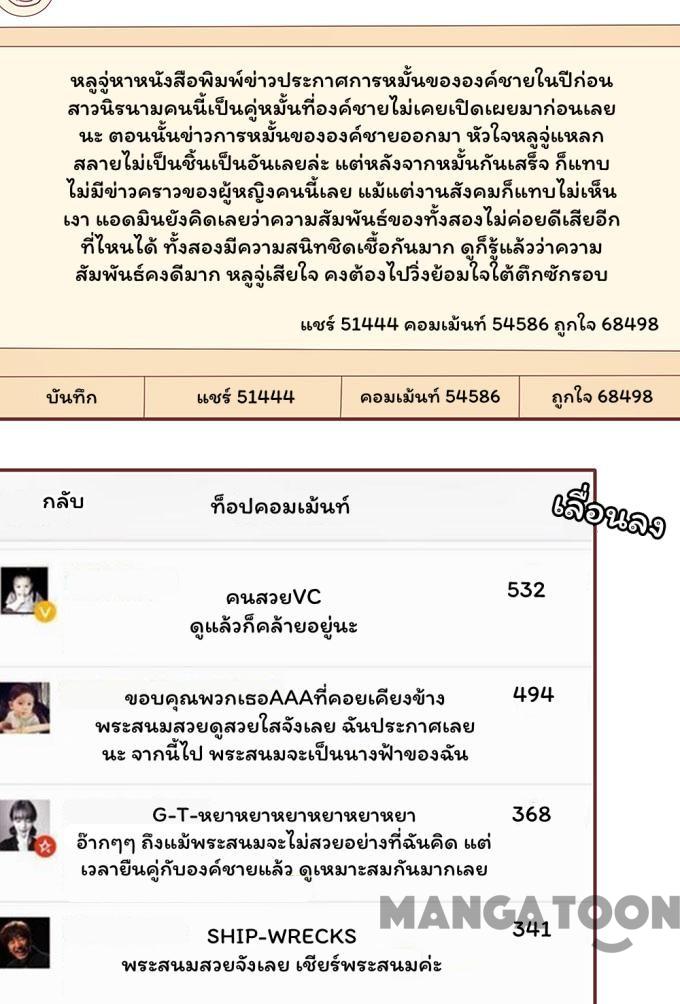 หลูจู่หาหนังสือพิมพ์ข่าวประกาศการหมั้นขององค์ชายในปีก่อน
สาวนิรนามคนนี้เป็นคู่หมั้นที่องค์ชายไม่เคยเปิดเผยมาก่อนเลย
นะ ตอนนั้นข่าวการหมั้นขององค์ชายออกมา หัวใจหลูจู่แหลก
สลายไม่เป็นชิ้นเป็นอันเลยล่ะ แต่หลังจากหมั้นกันเสร็จ ก็แทบ
ไม่มีข่าวคราวของผู้หญิงคนนี้เลย แม้แต่งานสังคมก็แทบไม่เห็น
เงา แอดมินยังคิดเลยว่าความสัมพันธ์ของทั้งสองไม่ค่อยดีเสียอีก
ที่ไหนได้ ทั้งสองมีความสนิทชิดเชื้อกันมาก ดูก็รู้แล้วว่าความ
สัมพันธ์คงดีมาก หลูจู่เสียใจ คงต้องไปวิ่งย้อมใจใต้ตึกซักรอบ
แชร์ 51444 คอมเม้นท์ 54586 ถูกใจ 68498
บันทึก แชร์ 51444 คอมเม้นท์ 54586 ถูกใจ 68498
กลับ ท็อปคอมเม้นท์ เลื่อนลง
คนสวยVC 532
ดูแล้วก็คล้ายอยู่นะ
ขอบคุณพวกเธอAAAที่คอยเคียงข้าง 494
พระสนมสวยดูสวยใสจังเลย ฉันประกาศเลย
นะ จากนี้ไป พระสนมจะเป็นนางฟ้าของฉัน
G-T-หยาหยาหยาหยาหยาหยา 368
อ๊ากๆๆ ถึงแม้พระสนมจะไม่สวยอย่างที่ฉันคิด แต่
เวลายืนคู่กับองค์ชายแล้ว ดูเหมาะสมกันมากเลย
SHIP-WRECKS 341
พระสนมสวยจังเลย เชียร์พระสนมค่ะ
MANGATOON